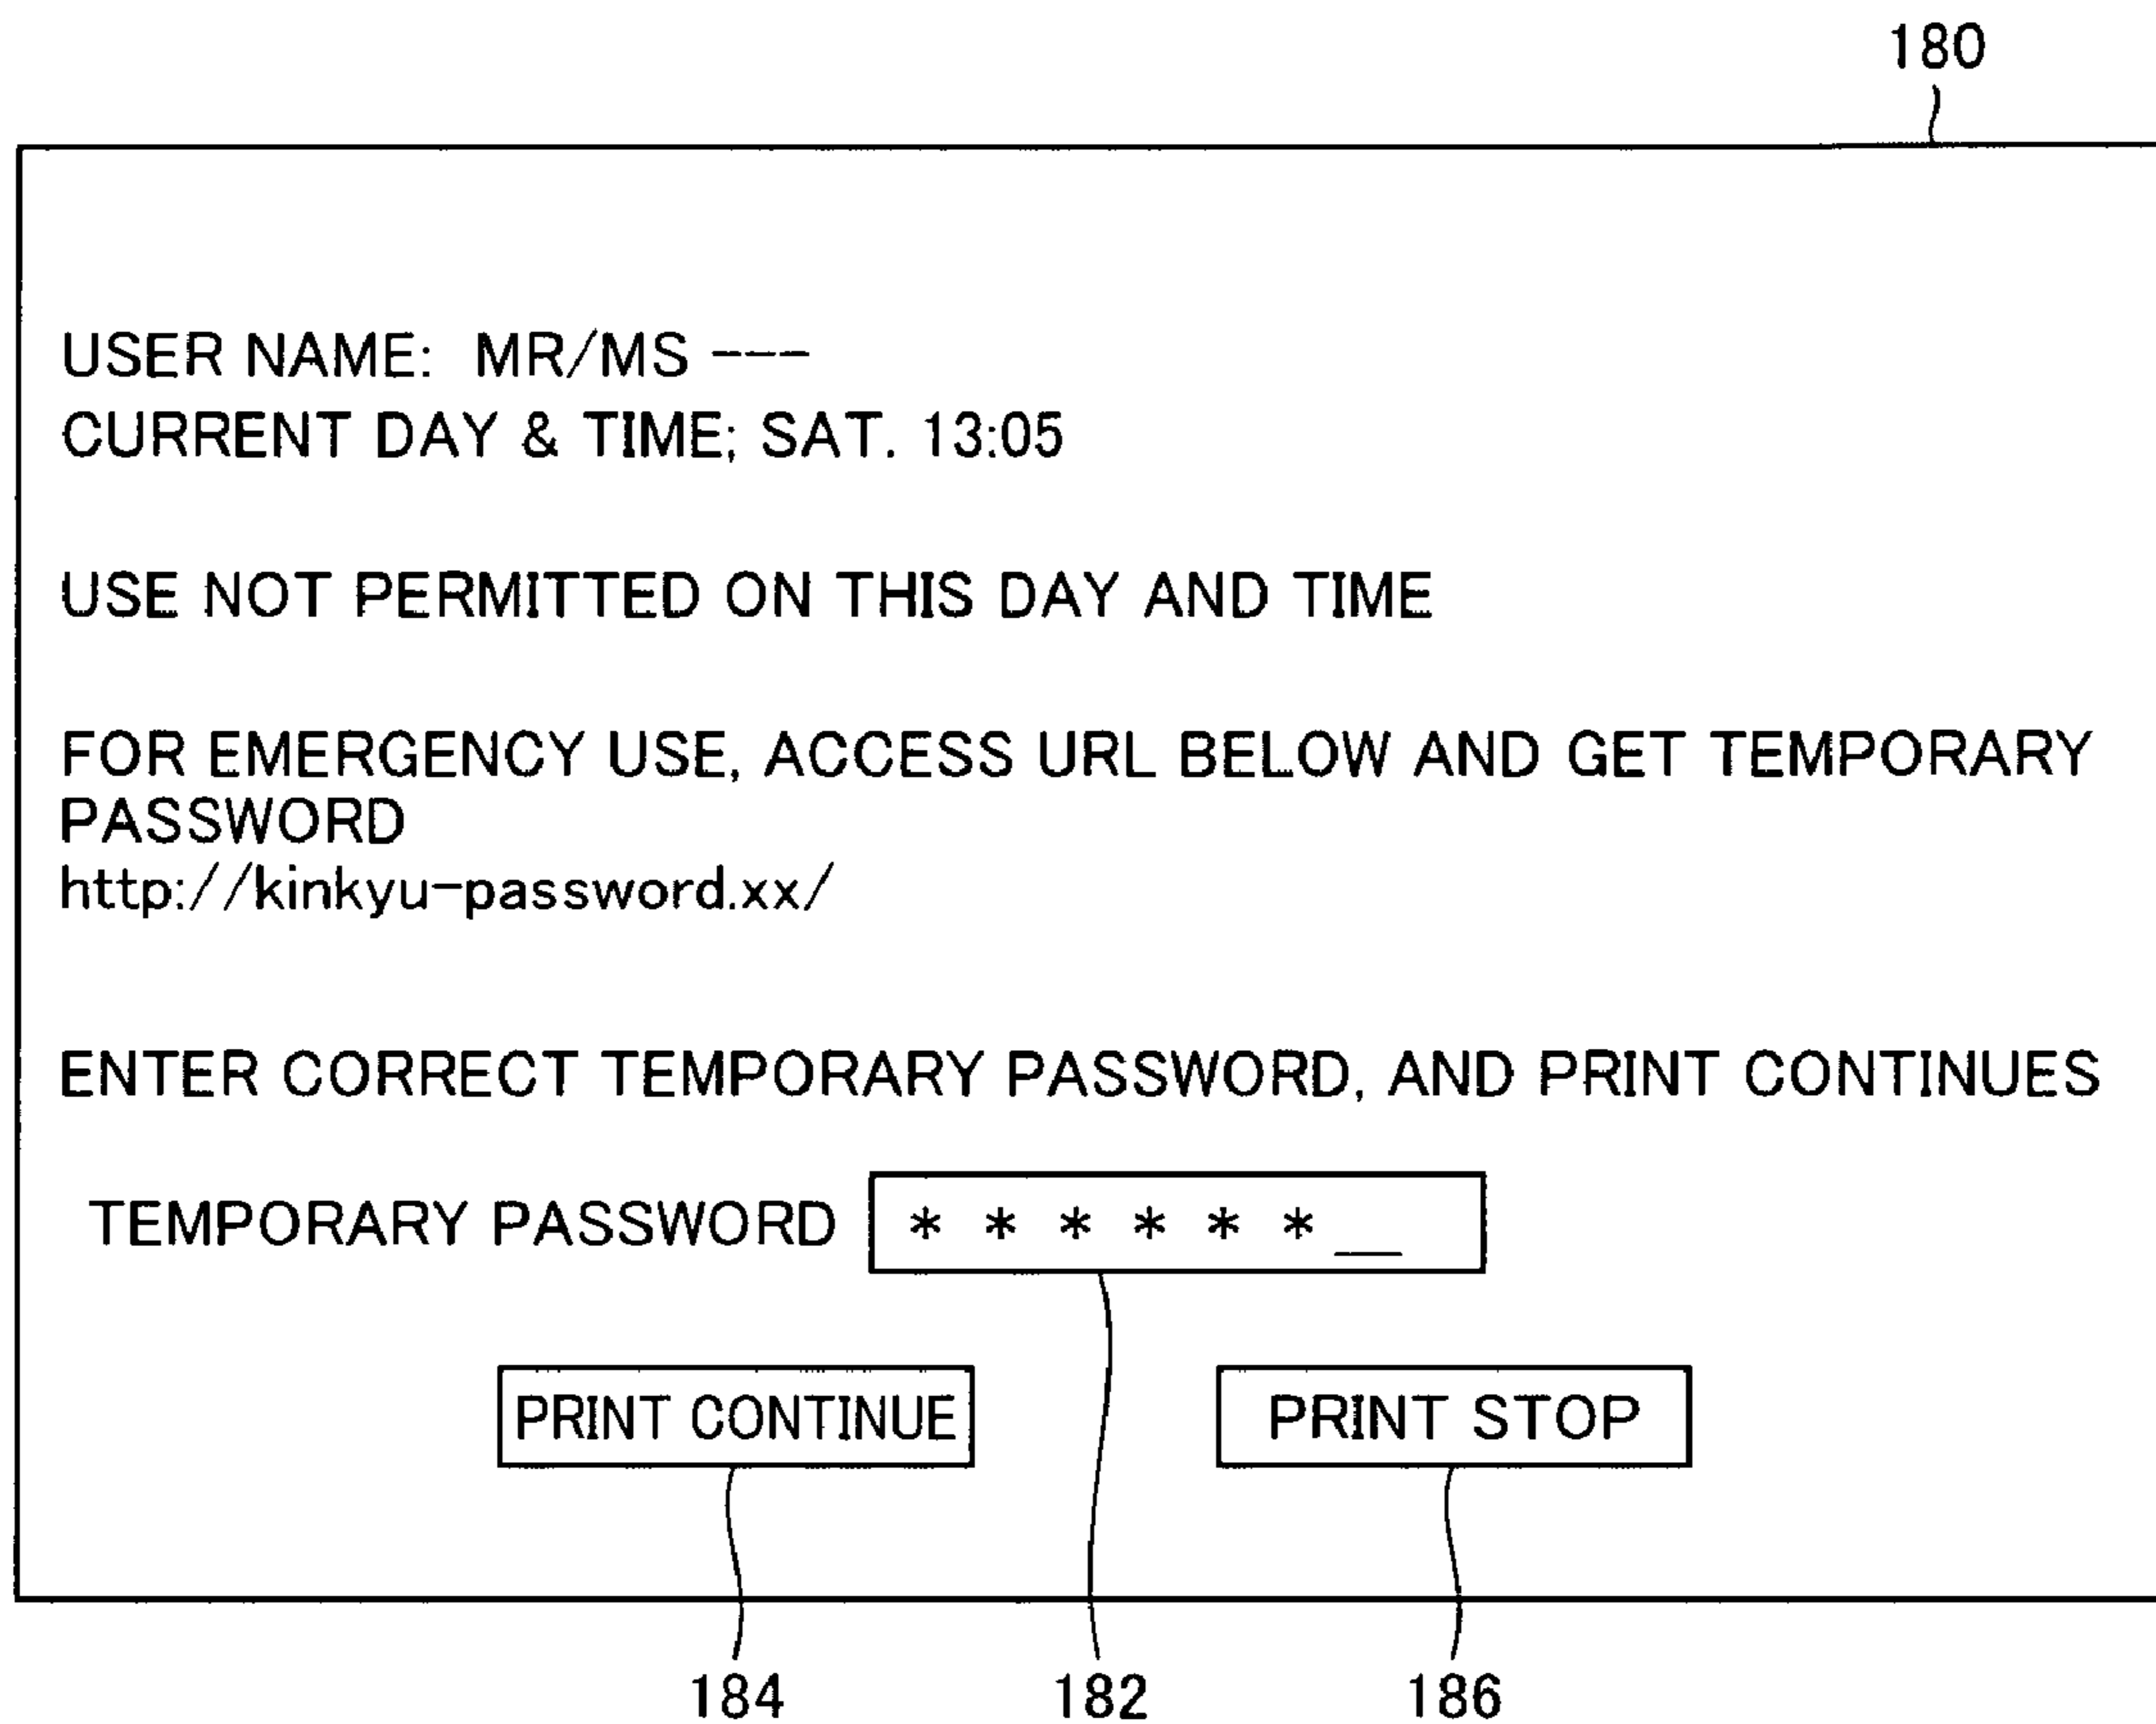 180
USER NAME: MR/MS ---
CURRENT DAY & TIME; SAT. 13:05
USE NOT PERMITTED ON THIS DAY AND TIME
FOR EMERGENCY USE, ACCESS URL BELOW AND GET TEMPORARY
PASSWORD
http://kinkyu-password.xx/
ENTER CORRECT TEMPORARY PASSWORD, AND PRINT CONTINUES
TEMPORARY PASSWORD * * * * * *_
PRINT CONTINUE PRINT STOP
184 182 186